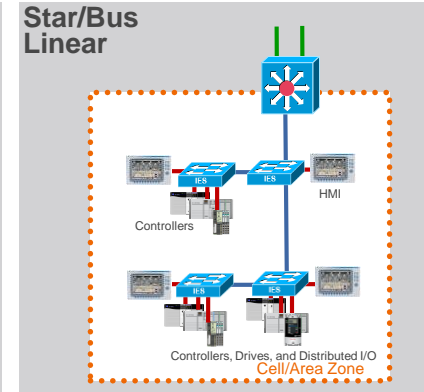 Star/Bus
Linear
IES
IES
HMI
Controllers
IES
IES
Controllers, Drives, and Distributed I/O
Cell/Area Zone